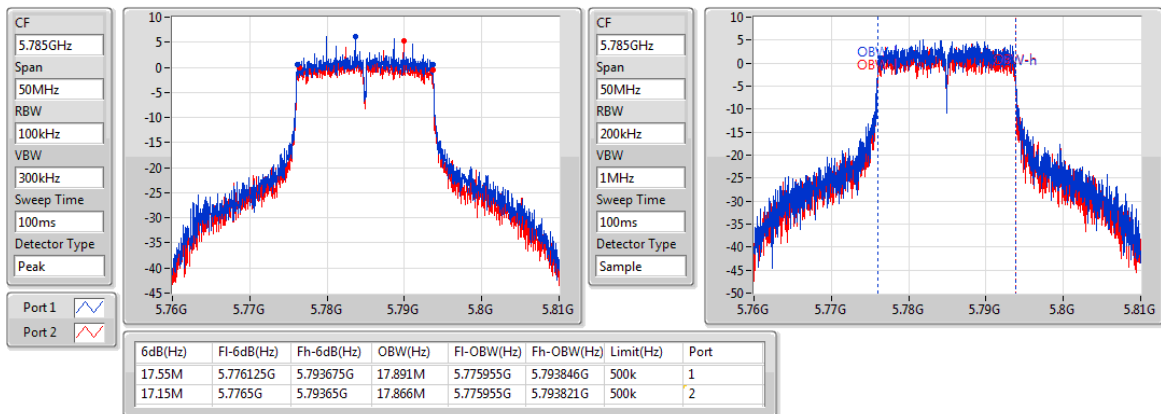 CF
5.785GHz
Span
50MHz
RBW
100kHz
VBW
300kHz
Sweep Time
100ms
Detector Type
Peak
Port 1
Port 2
10
5
0
-5
-10
-15
-20
-25
-30
-35
-40
-45
5.76G 5.77G 5.78G 5.79G 5.8G 5.81G
CF
5.785GHz
Span
50MHz
RBW
200kHz
VBW
1MHz
Sweep Time
100ms
Detector Type
Sample
10
5
0
-5
-10
-15
-20
-25
-30
-35
-40
-45
-50
OBW
OBW
OBW-h
5.76G 5.77G 5.78G 5.79G 5.8G 5.81G
6dB(Hz) Fl-6dB(Hz) Fh-6dB(Hz) OBW(Hz) Fl-OBW(Hz) Fh-OBW(Hz) Limit(Hz) Port
17.55M 5.776125G 5.793675G 17.891M 5.775955G 5.793846G 500k 1
17.15M 5.7765G 5.79365G 17.866M 5.775955G 5.793821G 500k 2